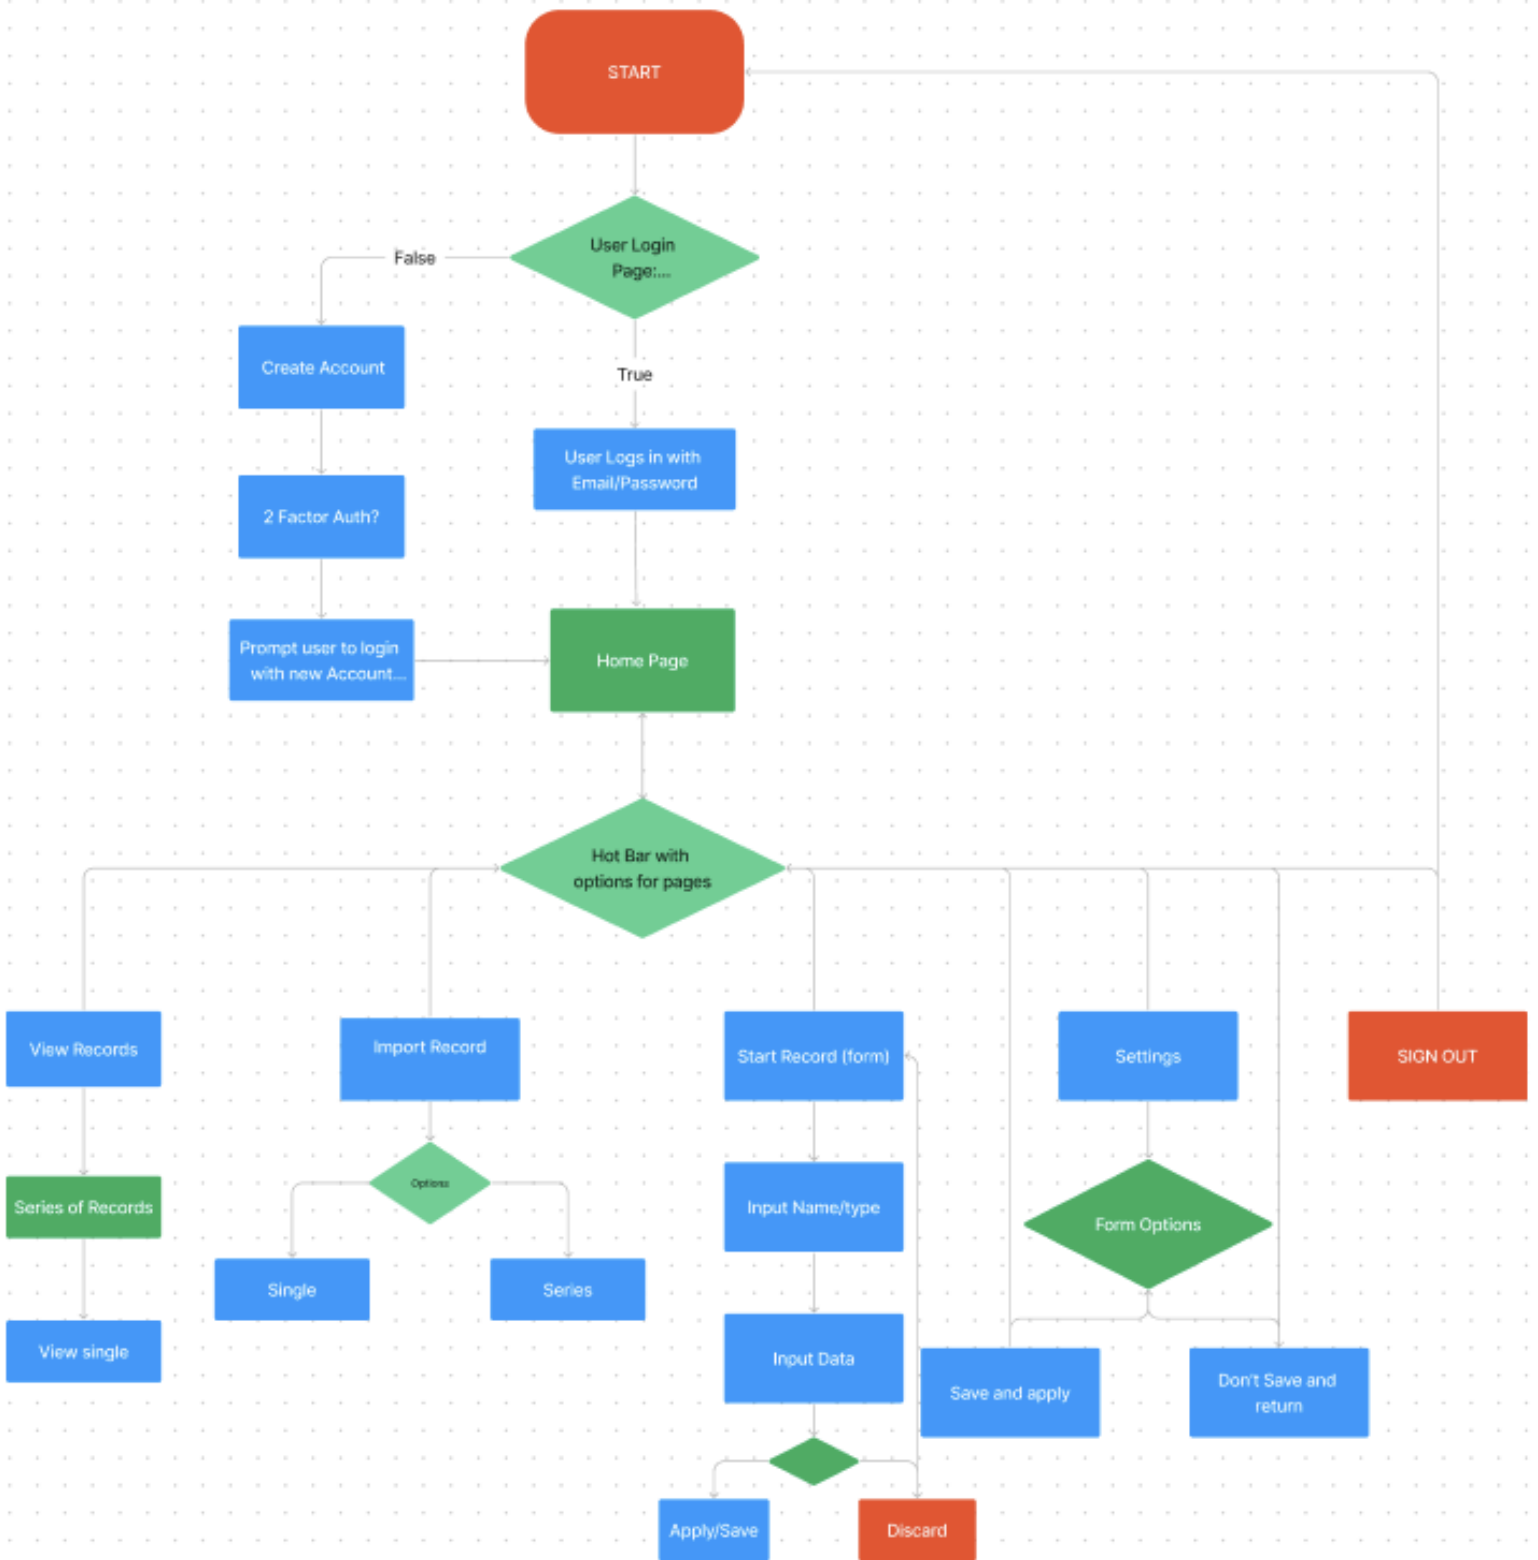 START
User Login
Page:...
False
True
Create Account
User Logs in with
Email/Password
2 Factor Auth?
Prompt user to login
with new Account...
Home Page
Hot Bar with
options for pages
View Records
Import Record
Start Record (form)
Settings
SIGN OUT
Options
Series of Records
Input Name/type
Form Options
Single
Series
View single
Input Data
Save and apply
Don't Save and
return
Apply/Save
Discard